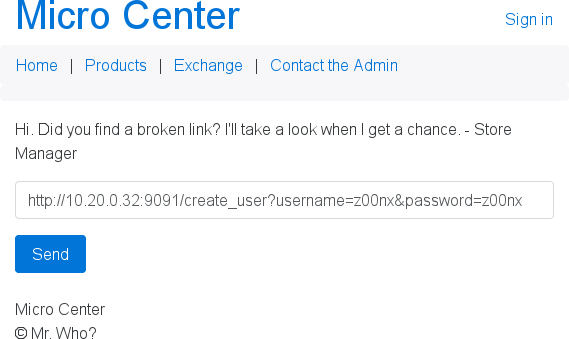 Micro Center
Sign in
Home | Products | Exchange | Contact the Admin
Hi. Did you find a broken link? I'll take a look when I get a chance. - Store
Manager
http://10.20.0.32:9091/create_user?username=z00nx&password=z00nx
Send
Micro Center
© Mr. Who?